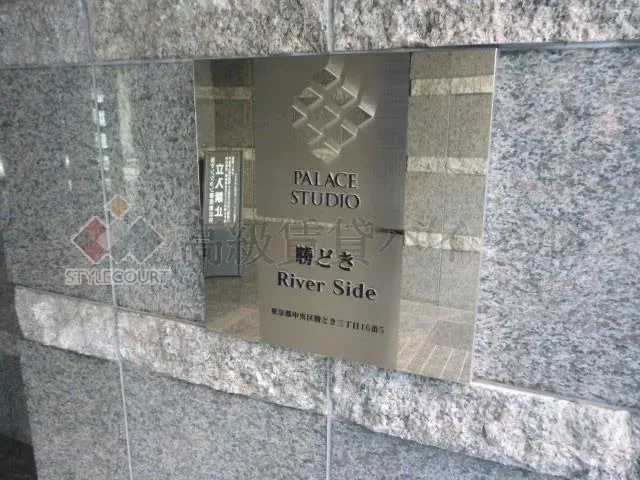 PALACE
STUDIO
勝どき
River Side
東京都中央区勝どき三丁目16番5
立入禁止
STYLECOURT
高級賃貸